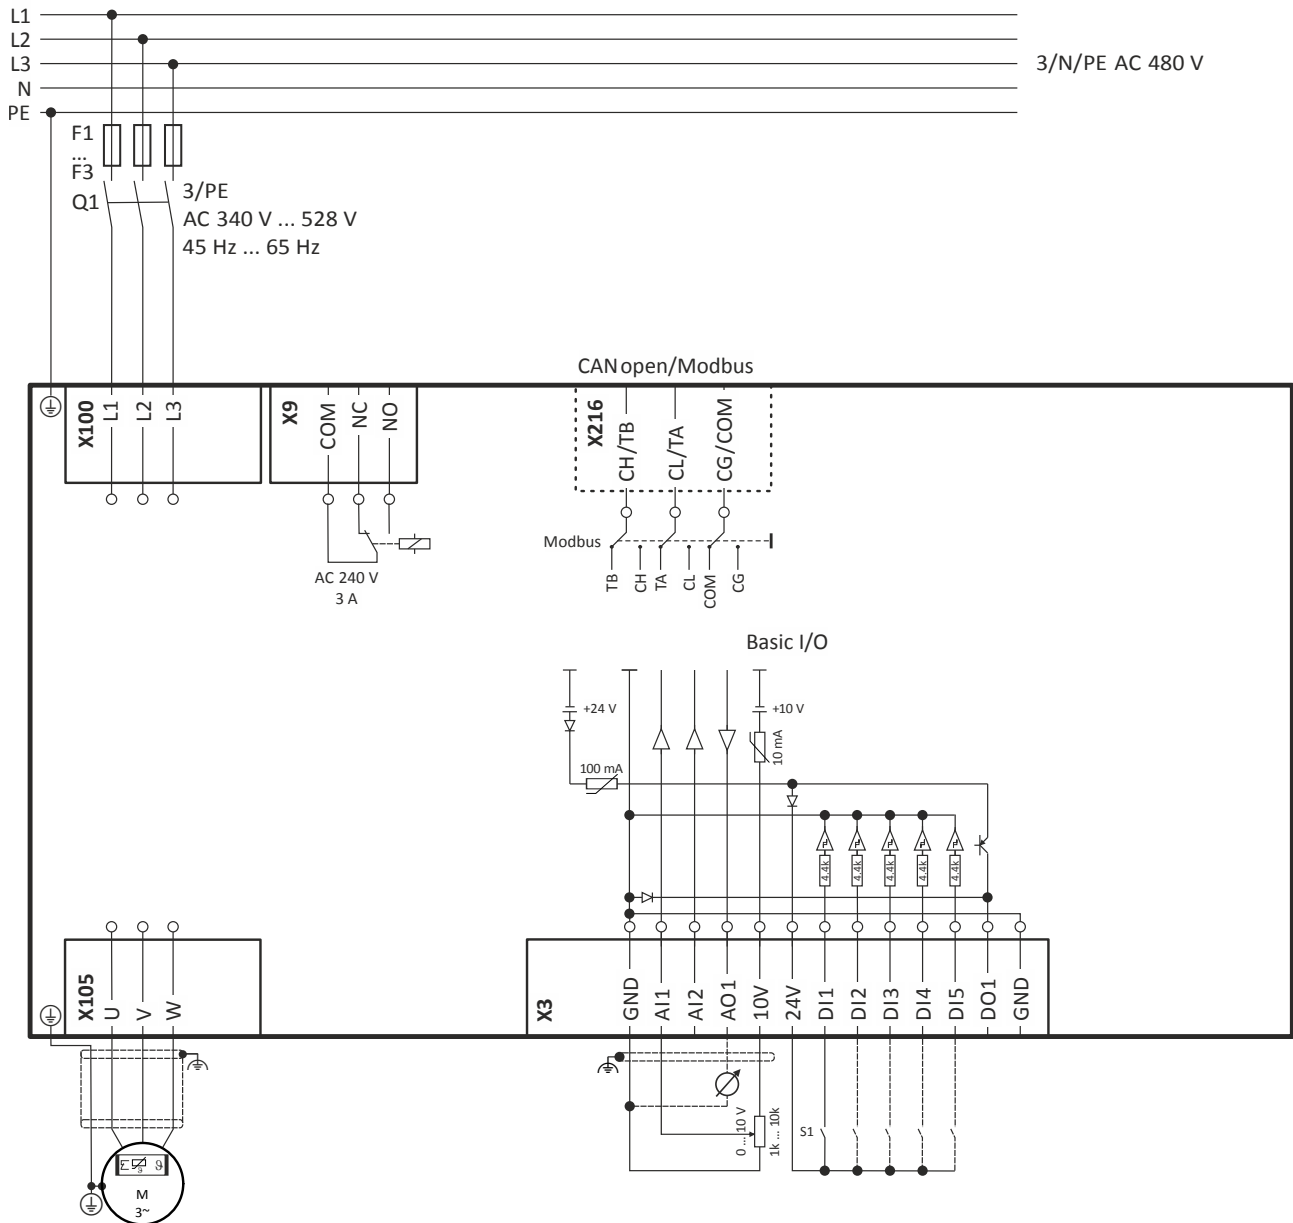 L1
L2
L3
N
PE
3/N/PE AC 480 V
F1
...
F3
Q1
3/PE
AC 340 V ... 528 V
45 Hz ... 65 Hz
CANopen/Modbus
X100
L1
L2
L3
X9
COM
NC
NO
X216
CH/TB
CL/TA
CG/COM
AC 240 V
3 A
Modbus
TB
CH
TA
CL
COM
CG
Basic I/O
+24 V
+10 V
10 mA
100 mA
4.4k
4.4k
4.4k
4.4k
4.4k
X105
U
V
W
X3
GND
AI1
AI2
AO1
10V
24V
DI1
DI2
DI3
DI4
DI5
DO1
GND
0 ... 10 V
1k ... 10k
S1
ϑ
ϑ
M
3~